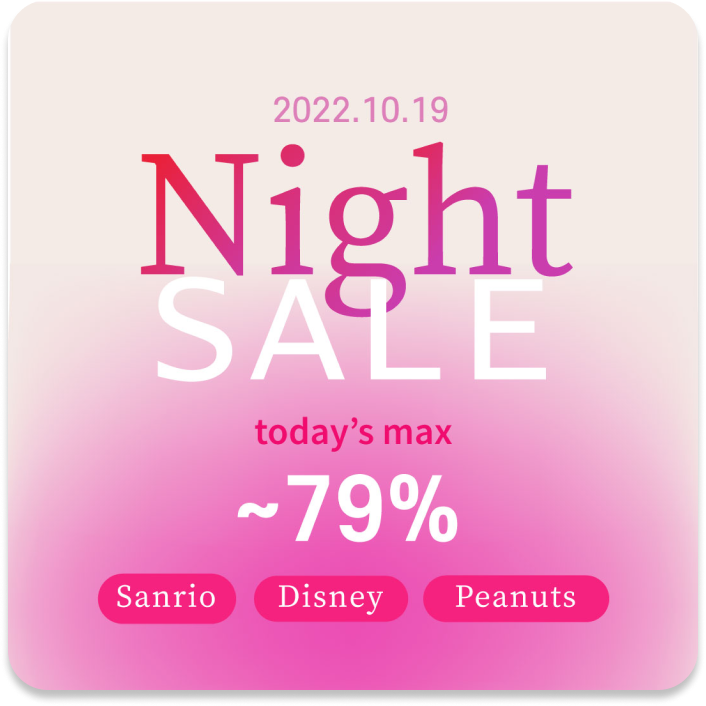 2022.10.19
Night
SALE
today’s max
~79%
Sanrio Disney Peanuts